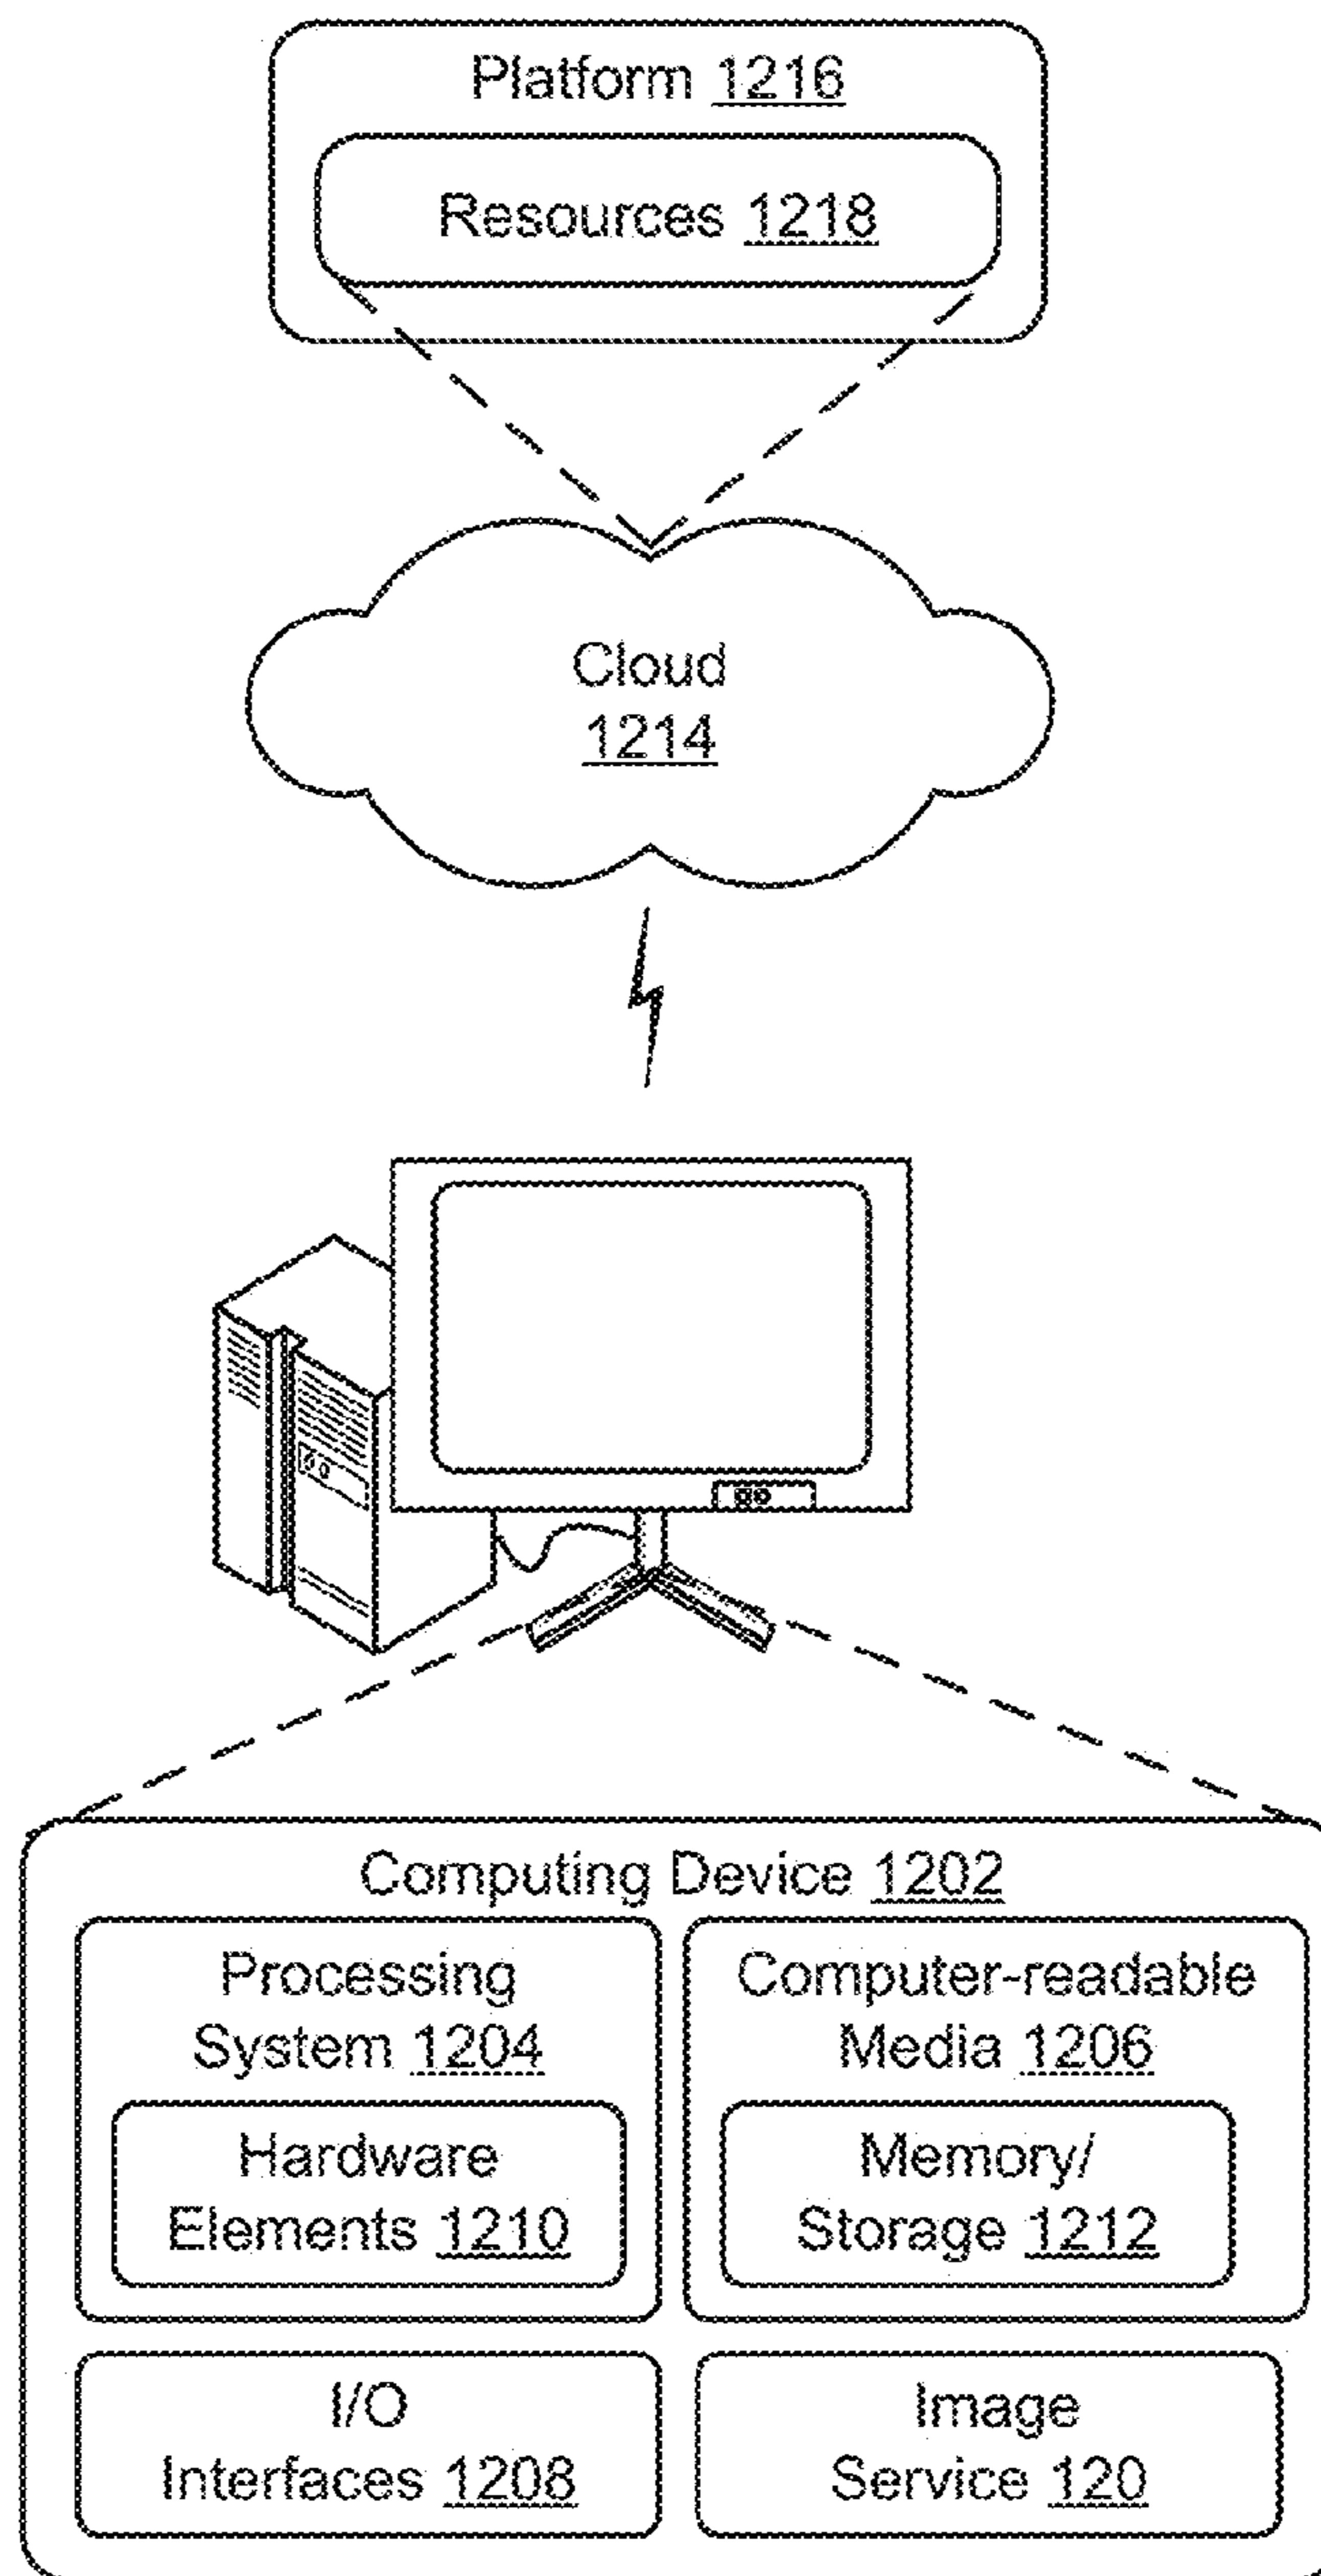 Platform 1216
Resources 1218
Cloud
1214
Computing Device 1202
Processing
System 1204
Hardware
Elements 1210
Computer-readable
Media 1206
Memory/
Storage 1212
I/O
Interfaces 1208
Image
Service 120